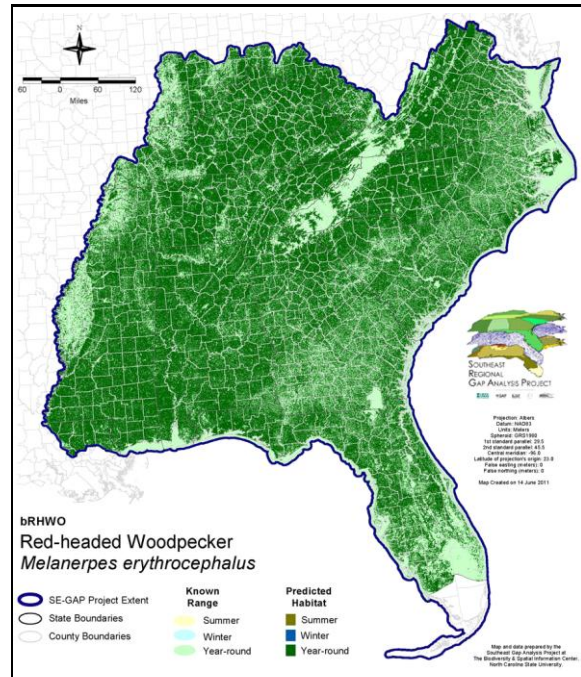 N
60 0 60 120
Miles
SOUTHEAST
REGIONAL
GAP ANALYSIS PROJECT
Projection: Albers
Datum: NAD83
Units: Meters
Spheroid: GRS1980
1st standard parallel: 29.5
2nd standard parallel: 45.5
Central meridian: -96.0
Latitude of projection's origin: 23.0
False easting (meters): 0
False northing (meters): 0
Map Created on 14 June 2011
bRHWO
Red-headed Woodpecker
Melanerpes erythrocephalus
SE-GAP Project Extent
State Boundaries
County Boundaries
Known
Range
Summer
Winter
Year-round
Predicted
Habitat
Summer
Winter
Year-round
Map and data prepared by the
Southeast Gap Analysis Project at
The Biodiversity & Spatial Information Center,
North Carolina State University.